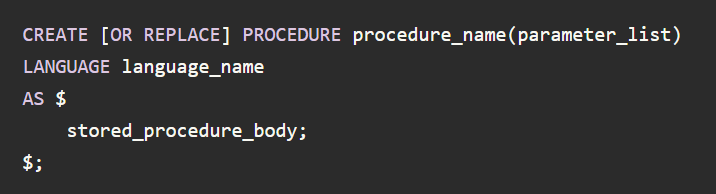 CREATE [OR REPLACE] PROCEDURE procedure_name(parameter_list)
LANGUAGE language_name
AS $
stored_procedure_body;
$;